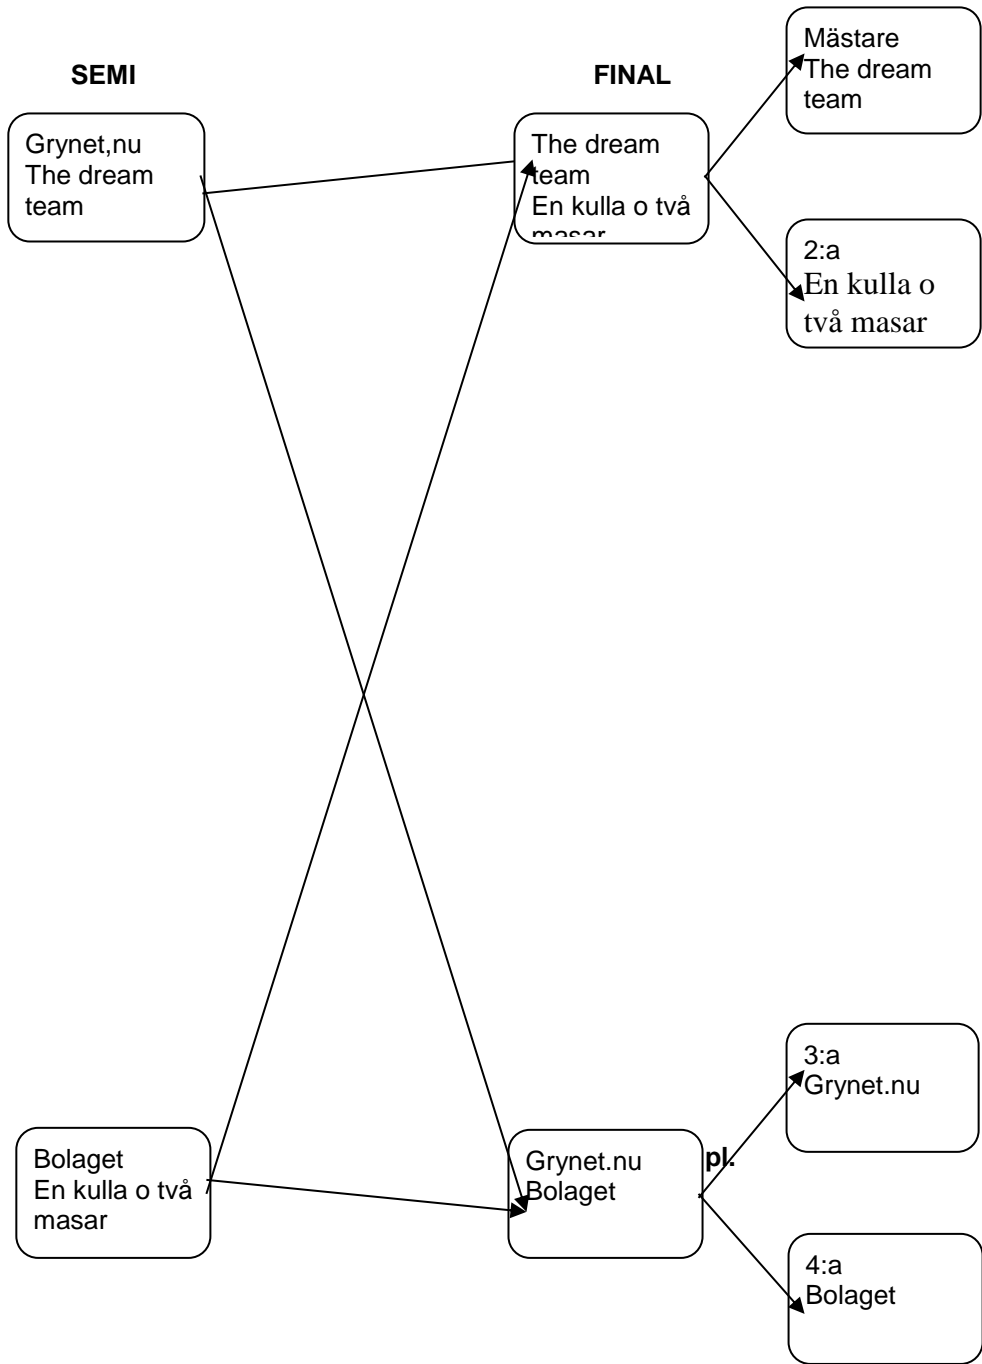 SEMI
FINAL
Mästare
The dream
team
Grynet,nu
The dream
team
The dream
team
En kulla o två
masar
2:a
En kulla o
två masar
3:a
Grynet.nu
Bolaget
En kulla o två
masar
Grynet.nu
Bolaget
pl.
4:a
Bolaget